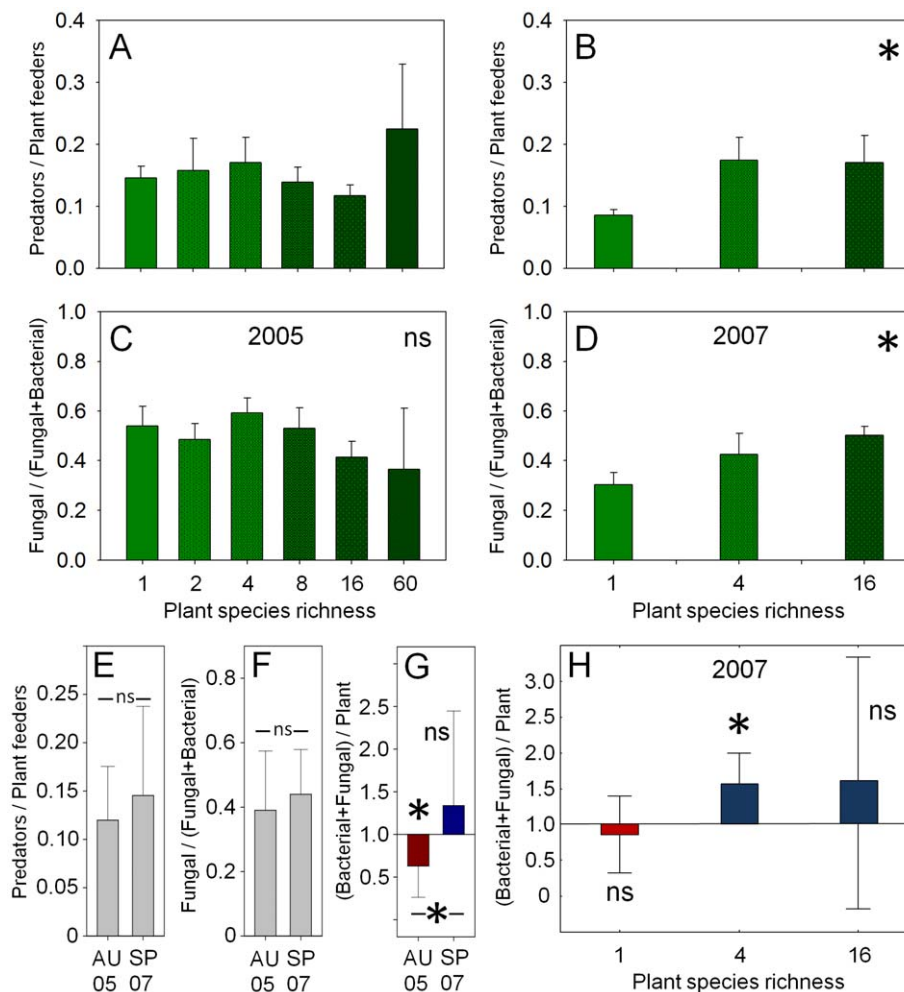 A
Predators / Plant feeders
0.4
0.3
0.2
0.1
0.0
B
*
Predators / Plant feeders
0.4
0.3
0.2
0.1
0.0
C
2005
ns
Fungal / (Fungal+Bacterial)
1.0
0.8
0.6
0.4
0.2
0.0
1 2 4 8 16 60
Plant species richness
D
2007
*
Fungal / (Fungal+Bacterial)
1.0
0.8
0.6
0.4
0.2
0.0
1 4 16
Plant species richness
E
ns
Predators / Plant feeders
0.25
0.20
0.15
0.10
0.05
0
AU SP
05 07
F
ns
Fungal / (Fungal+Bacterial)
0.8
0.6
0.4
0.2
0
AU SP
05 07
G
ns
*
*
(Bacterial+Fungal) / Plant
2.5
2.0
1.5
1.0
0.5
AU SP
05 07
H
2007
*
ns
ns
(Bacterial+Fungal) / Plant
3.0
2.5
2.0
1.5
1.0
0.5
0
1 4 16
Plant species richness